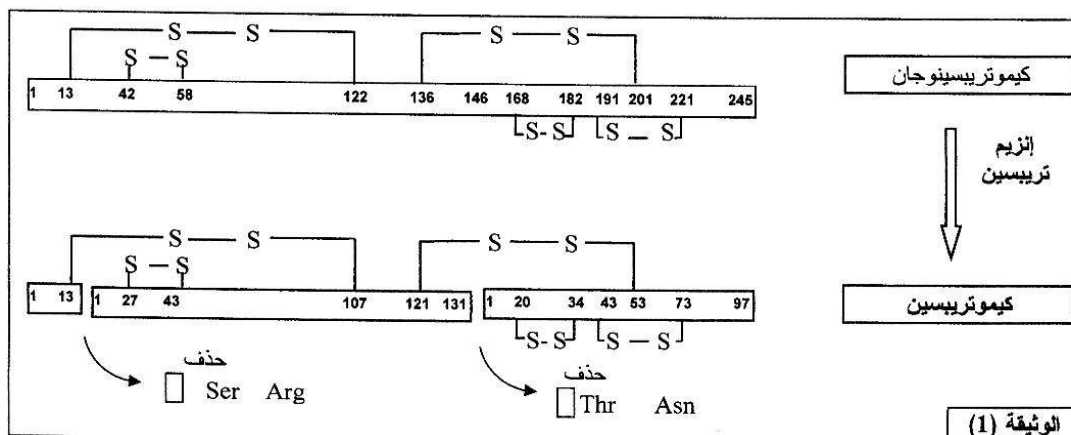 S S S S
S - S
1 13 42 58 122 136 146 168 182 191 201 221 245
S - S S - S
كيموتريبسينوجان
إنزيم
تريبسين
S S S S
S - S
1 13 1 27 43 107 121 131 1 20 34 43 53 73 97
S - S S - S
كيموتريبسين
حذف
Ser Arg
حذف
Thr Asn
الوثيقة (1)